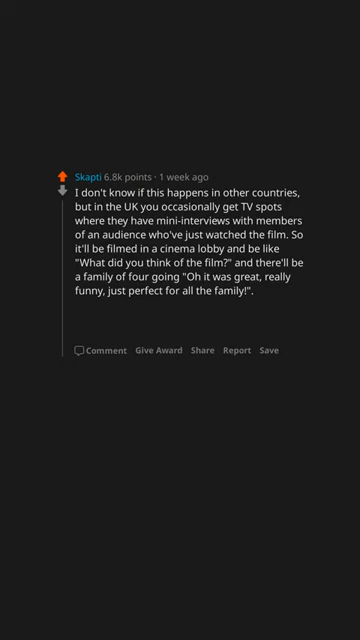 Skapti 6.8k points · 1 week ago
I don't know if this happens in other countries,
but in the UK you occasionally get TV spots
where they have mini-interviews with members
of an audience who've just watched the film. So
it'll be filmed in a cinema lobby and be like
"What did you think of the film?" and there'll be
a family of four going "Oh it was great, really
funny, just perfect for all the family!".
Comment Give Award Share Report Save